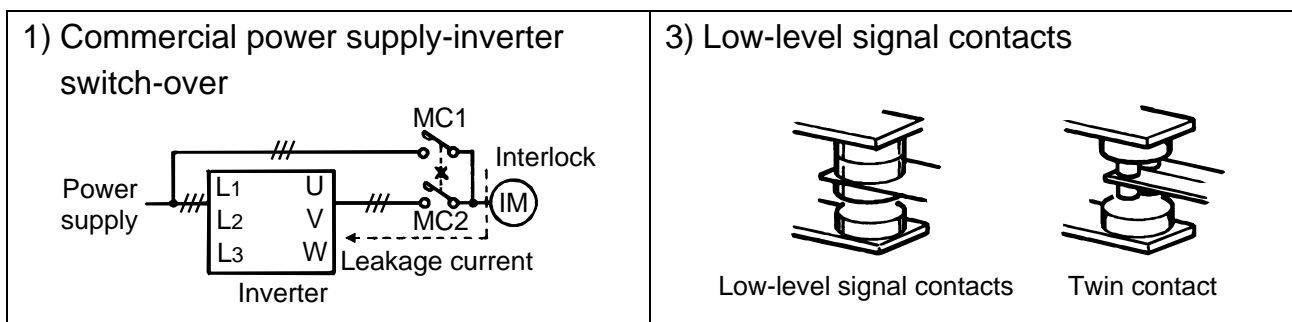 1) Commercial power supply-inverter
switch-over
MC1
Interlock
Power
supply
L1
U
L2
V
L3
W
MC2
IM
Leakage current
Inverter
3) Low-level signal contacts
Low-level signal contacts
Twin contact